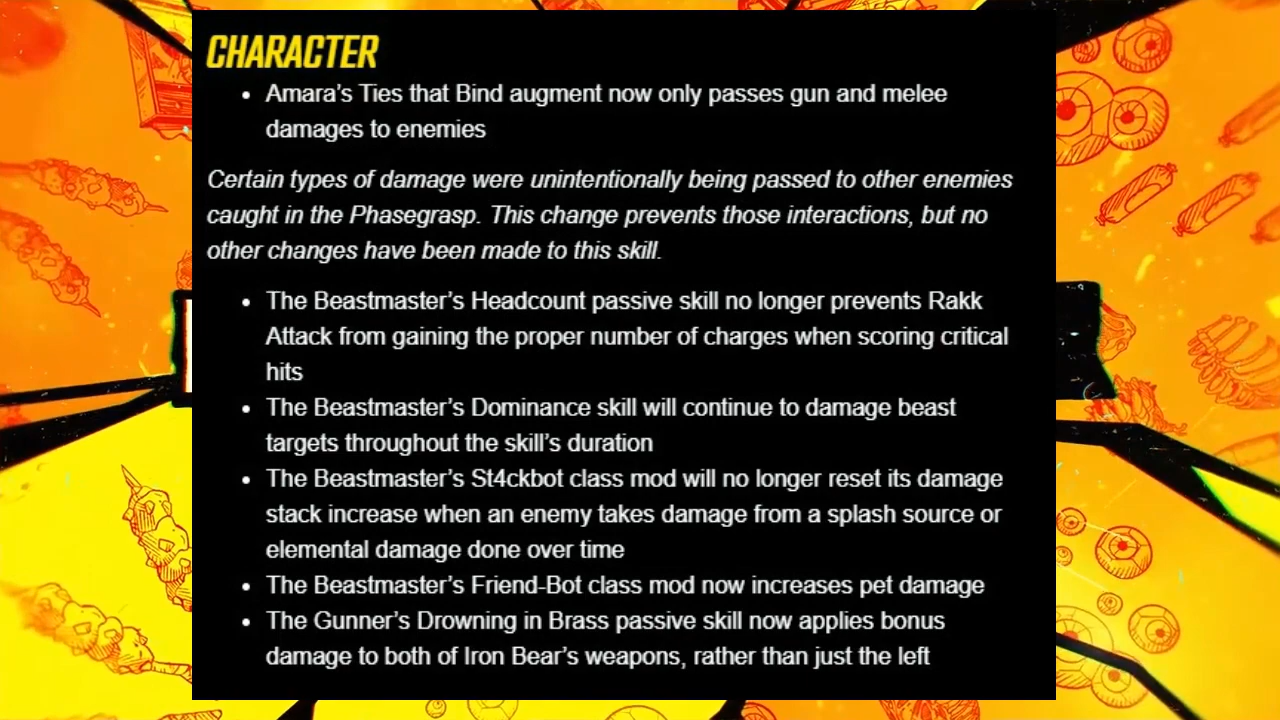 CHARACTER
• Amara's Ties that Bind augment now only passes gun and melee
damages to enemies
Certain types of damage were unintentionally being passed to other enemies
caught in the Phasegrasp. This change prevents those interactions, but no
other changes have been made to this skill.
• The Beastmaster's Headcount passive skill no longer prevents Rakk
Attack from gaining the proper number of charges when scoring critical
hits
• The Beastmaster's Dominance skill will continue to damage beast
targets throughout the skill's duration
• The Beastmaster's St4ckbot class mod will no longer reset its damage
stack increase when an enemy takes damage from a splash source or
elemental damage done over time
• The Beastmaster's Friend-Bot class mod now increases pet damage
• The Gunner's Drowning in Brass passive skill now applies bonus
damage to both of Iron Bear's weapons, rather than just the left